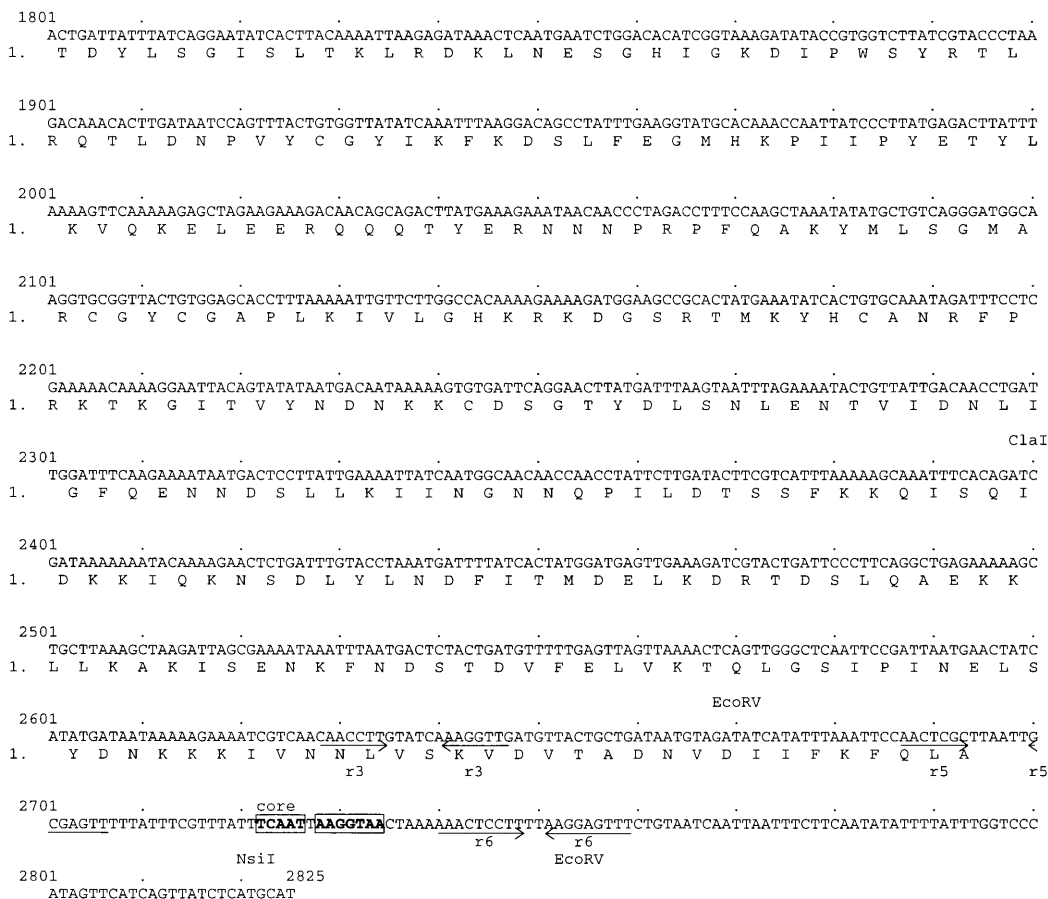 1801 . . . . . . . . . .
ACTGATTATTTATCAGGAATATCACTTACAAAATTAAGAGATAAACTCAATGAATCTGGACACATCGGTAAAGATATACCGTGGTCTTATCGTACCCTAA
1. T D Y L S G I S L T K L R D K L N E S G H I G K D I P W S Y R T L
1901 . . . . . . . . . .
GACAAACACTTGATAATCCAGTTTACTGTGGTTATATCAAATTTAAGGACAGCCTATTTGAAGGTATGCACAAACCAATTATCCCTTATGAGACTTATTT
1. R Q T L D N P V Y C G Y I K F K D S L F E G M H K P I I P Y E T Y L
2001 . . . . . . . . . .
AAAAGTTCAAAAAGAGCTAGAAGAAAGACAACAGCAGACTTATGAAAGAAATAACAACCCTAGACCTTTCCAAGCTAAATATATGCTGTCAGGGATGGCA
1. K V Q K E L E E R Q Q Q T Y E R N N N P R P F Q A K Y M L S G M A
2101 . . . . . . . . . .
AGGTGCGGTTACTGTGGAGCACCTTTAAAAATTGTTCTTGGCCACAAAAGAAAAGATGGAAGCCGCACTATGAAATATCACTGTGCAAATAGATTTCCTC
1. R C G Y C G A P L K I V L G H K R K D G S R T M K Y H C A N R F P
2201 . . . . . . . . . .
GAAAAACAAAAGGAATTACAGTATATAATGACAATAAAAAGTGTGATTCAGGAACTTATGATTTAAGTAATTTAGAAAATACTGTTATTGACAACCTGAT
1. R K T K G I T V Y N D N K K C D S G T Y D L S N L E N T V I D N L I
ClaI
2301 . . . . . . . . . .
TGGATTTCAAGAAAATAATGACTCCTTATTGAAAATTATCAATGGCAACAACCAACCTATTCTTGATACTTCGTCATTTAAAAAGCAAATTTCACAGATC
1. G F Q E N N D S L L K I I N G N N Q P I L D T S S F K K Q I S Q I
2401 . . . . . . . . . .
GATAAAAAAATACAAAAGAACTCTGATTTGTACCTAAATGATTTTATCACTATGGATGAGTTGAAAGATCGTACTGATTCCCTTCAGGCTGAGAAAAAGC
1. D K K I Q K N S D L Y L N D F I T M D E L K D R T D S L Q A E K K
2501 . . . . . . . . . .
TGCTTAAAGCTAAGATTAGCGAAAATAAATTTAATGACTCTACTGATGTTTTTGAGTTAGTTAAAACTCAGTTGGGCTCAATTCCGATTAATGAACTATC
1. L L K A K I S E N K F N D S T D V F E L V K T Q L G S I P I N E L S
EcoRV
2601 . . . . . . . . . .
ATATGATAATAAAAAGAAAATCGTCAACAACCTTGTATCAAAGGTTGATGTTACTGCTGATAATGTAGATATCATATTTAAATTCCAACTCGCTTAATTG
1. Y D N K K K I V N N L V S K V D V T A D N V D I I F K F Q L A
r3 r3 r5 r5
2701 . core . . . . . . . . .
CGAGTTTTTATTTCGTTTATTTCAATTAAGGTAACTAAAAAACTCCTTTTTAAGGAGTTTCTGTAATCAATTAATTTCTTCAATATATTTTATTTGGTCCC
r6 r6
NsiI EcoRV
2801 . . 2825
ATAGTTCATCAGTTATCTCATGCAT